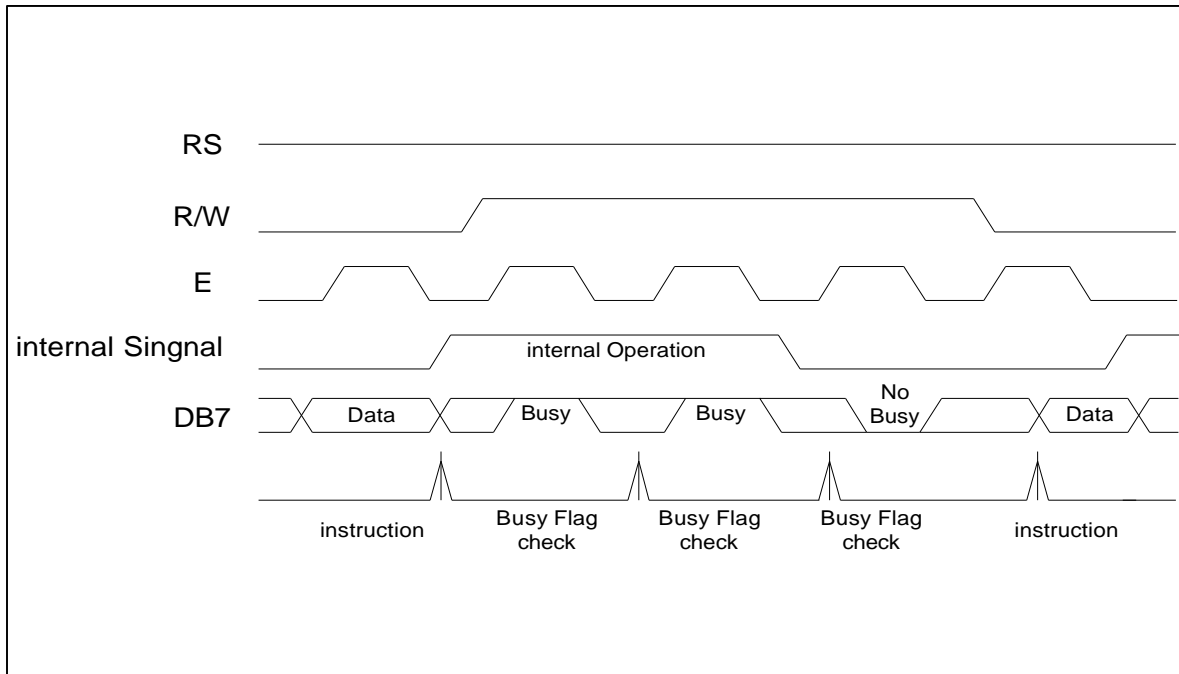 RS
R/W
E
internal Singnal
internal Operation
DB7
Data
Busy
Busy
No
Busy
Data
instruction
Busy Flag
check
Busy Flag
check
Busy Flag
check
instruction